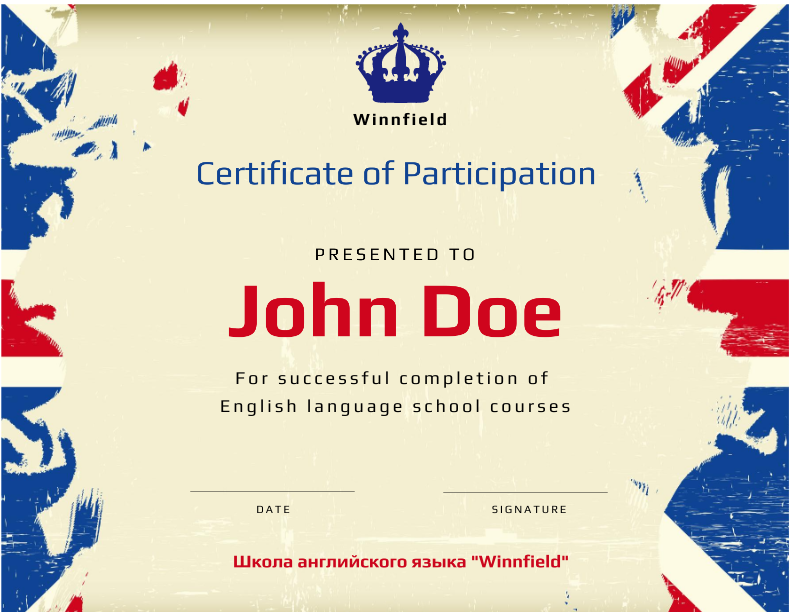 Winnfield
Certificate of Participation
PRESENTED TO
John Doe
For successful completion of
English language school courses
DATE SIGNATURE
Школа английского языка "Winnfield"